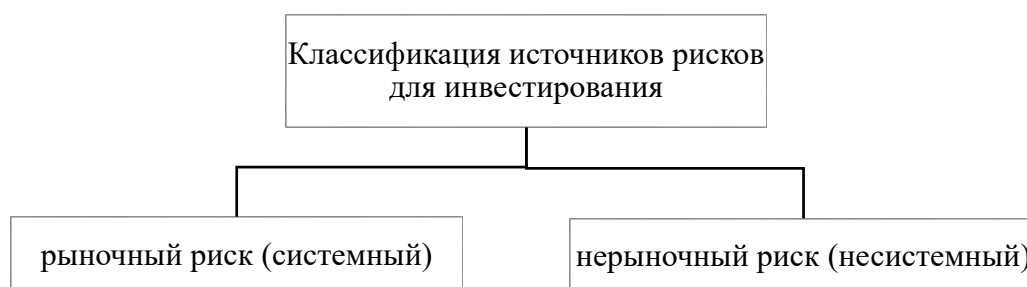 Классификация источников рисков
для инвестирования
рыночный риск (системный)
нерыночный риск (несистемный)